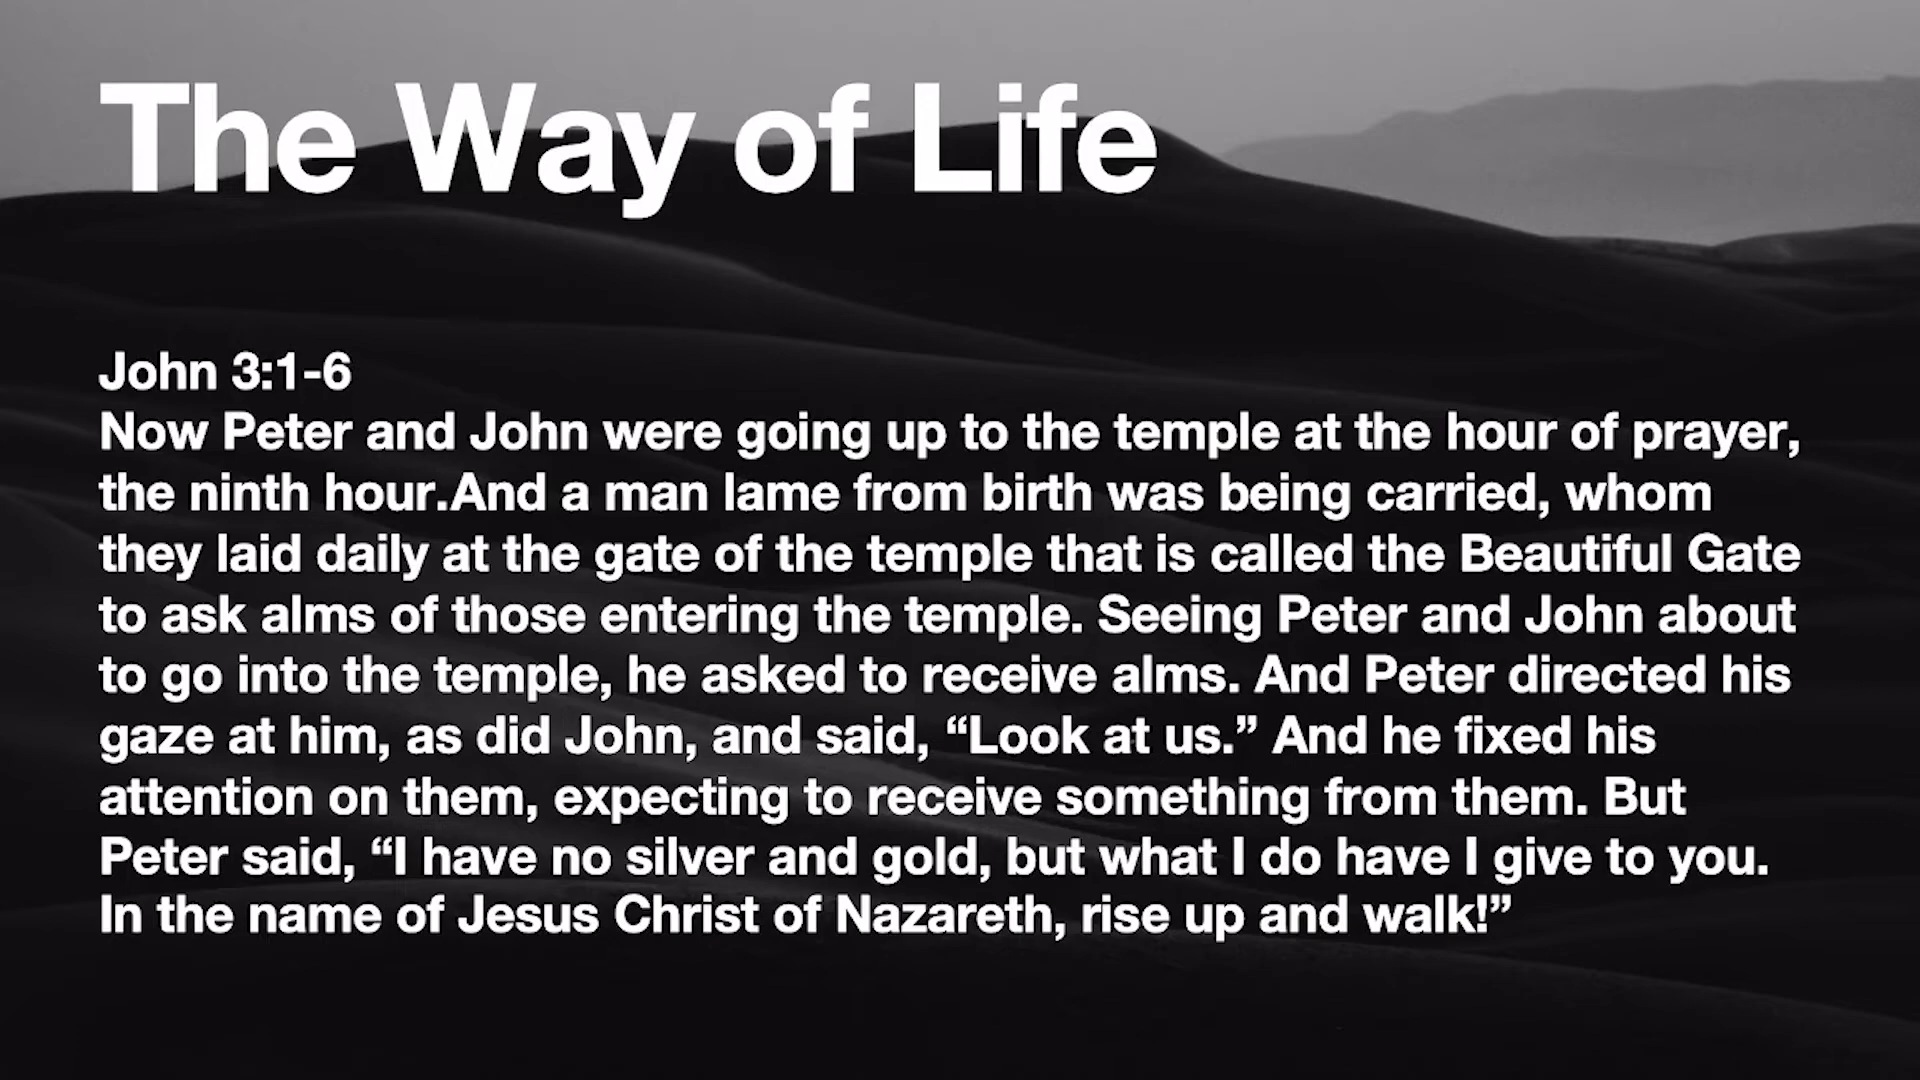 The Way of Life
John 3:1-6
Now Peter and John were going up to the temple at the hour of prayer,
the ninth hour.And a man lame from birth was being carried, whom
they laid daily at the gate of the temple that is called the Beautiful Gate
to ask alms of those entering the temple. Seeing Peter and John about
to go into the temple, he asked to receive alms. And Peter directed his
gaze at him, as did John, and said, “Look at us.” And he fixed his
attention on them, expecting to receive something from them. But
Peter said, “I have no silver and gold, but what I do have I give to you.
In the name of Jesus Christ of Nazareth, rise up and walk!”